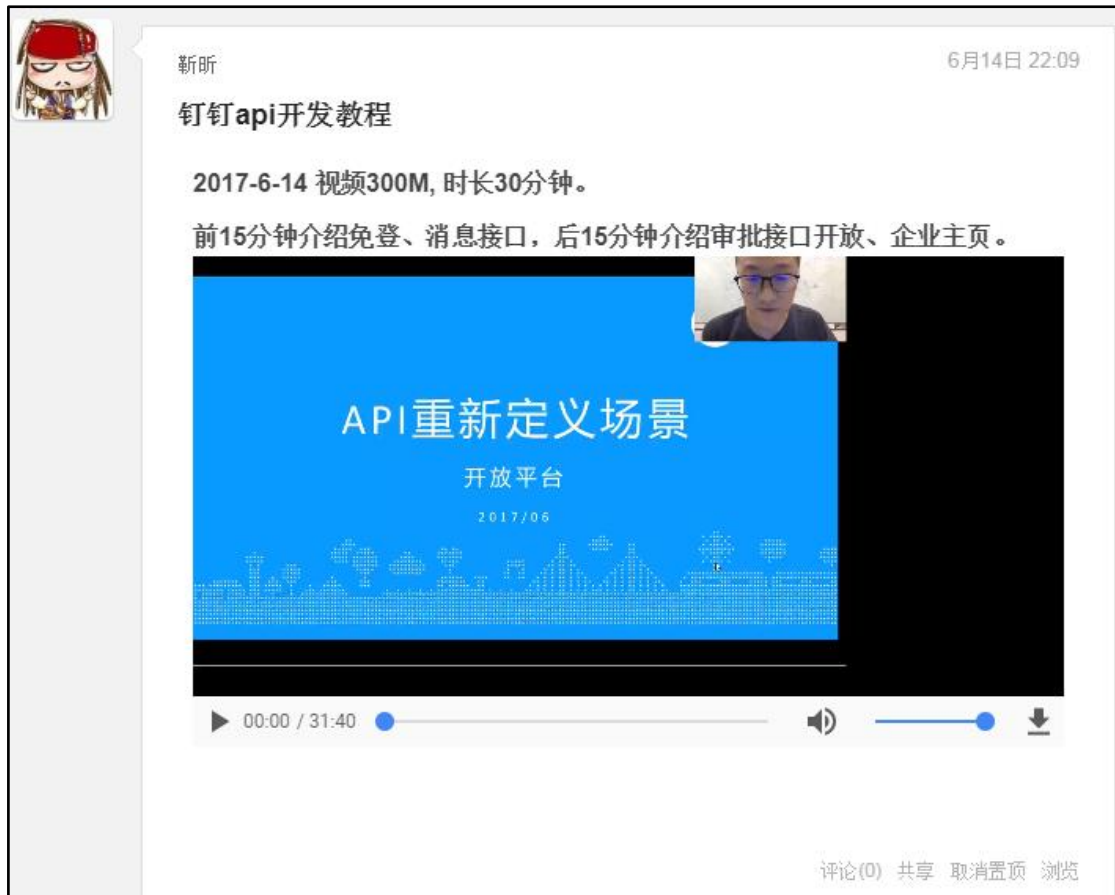 靳昕
6月14日 22:09
钉钉api开发教程
2017-6-14 视频300M, 时长30分钟。
前15分钟介绍免登、消息接口，后15分钟介绍审批接口开放、企业主页。
API重新定义场景
开放平台
2017/06
00:00 / 31:40
评论(0) 共享 取消置顶 浏览